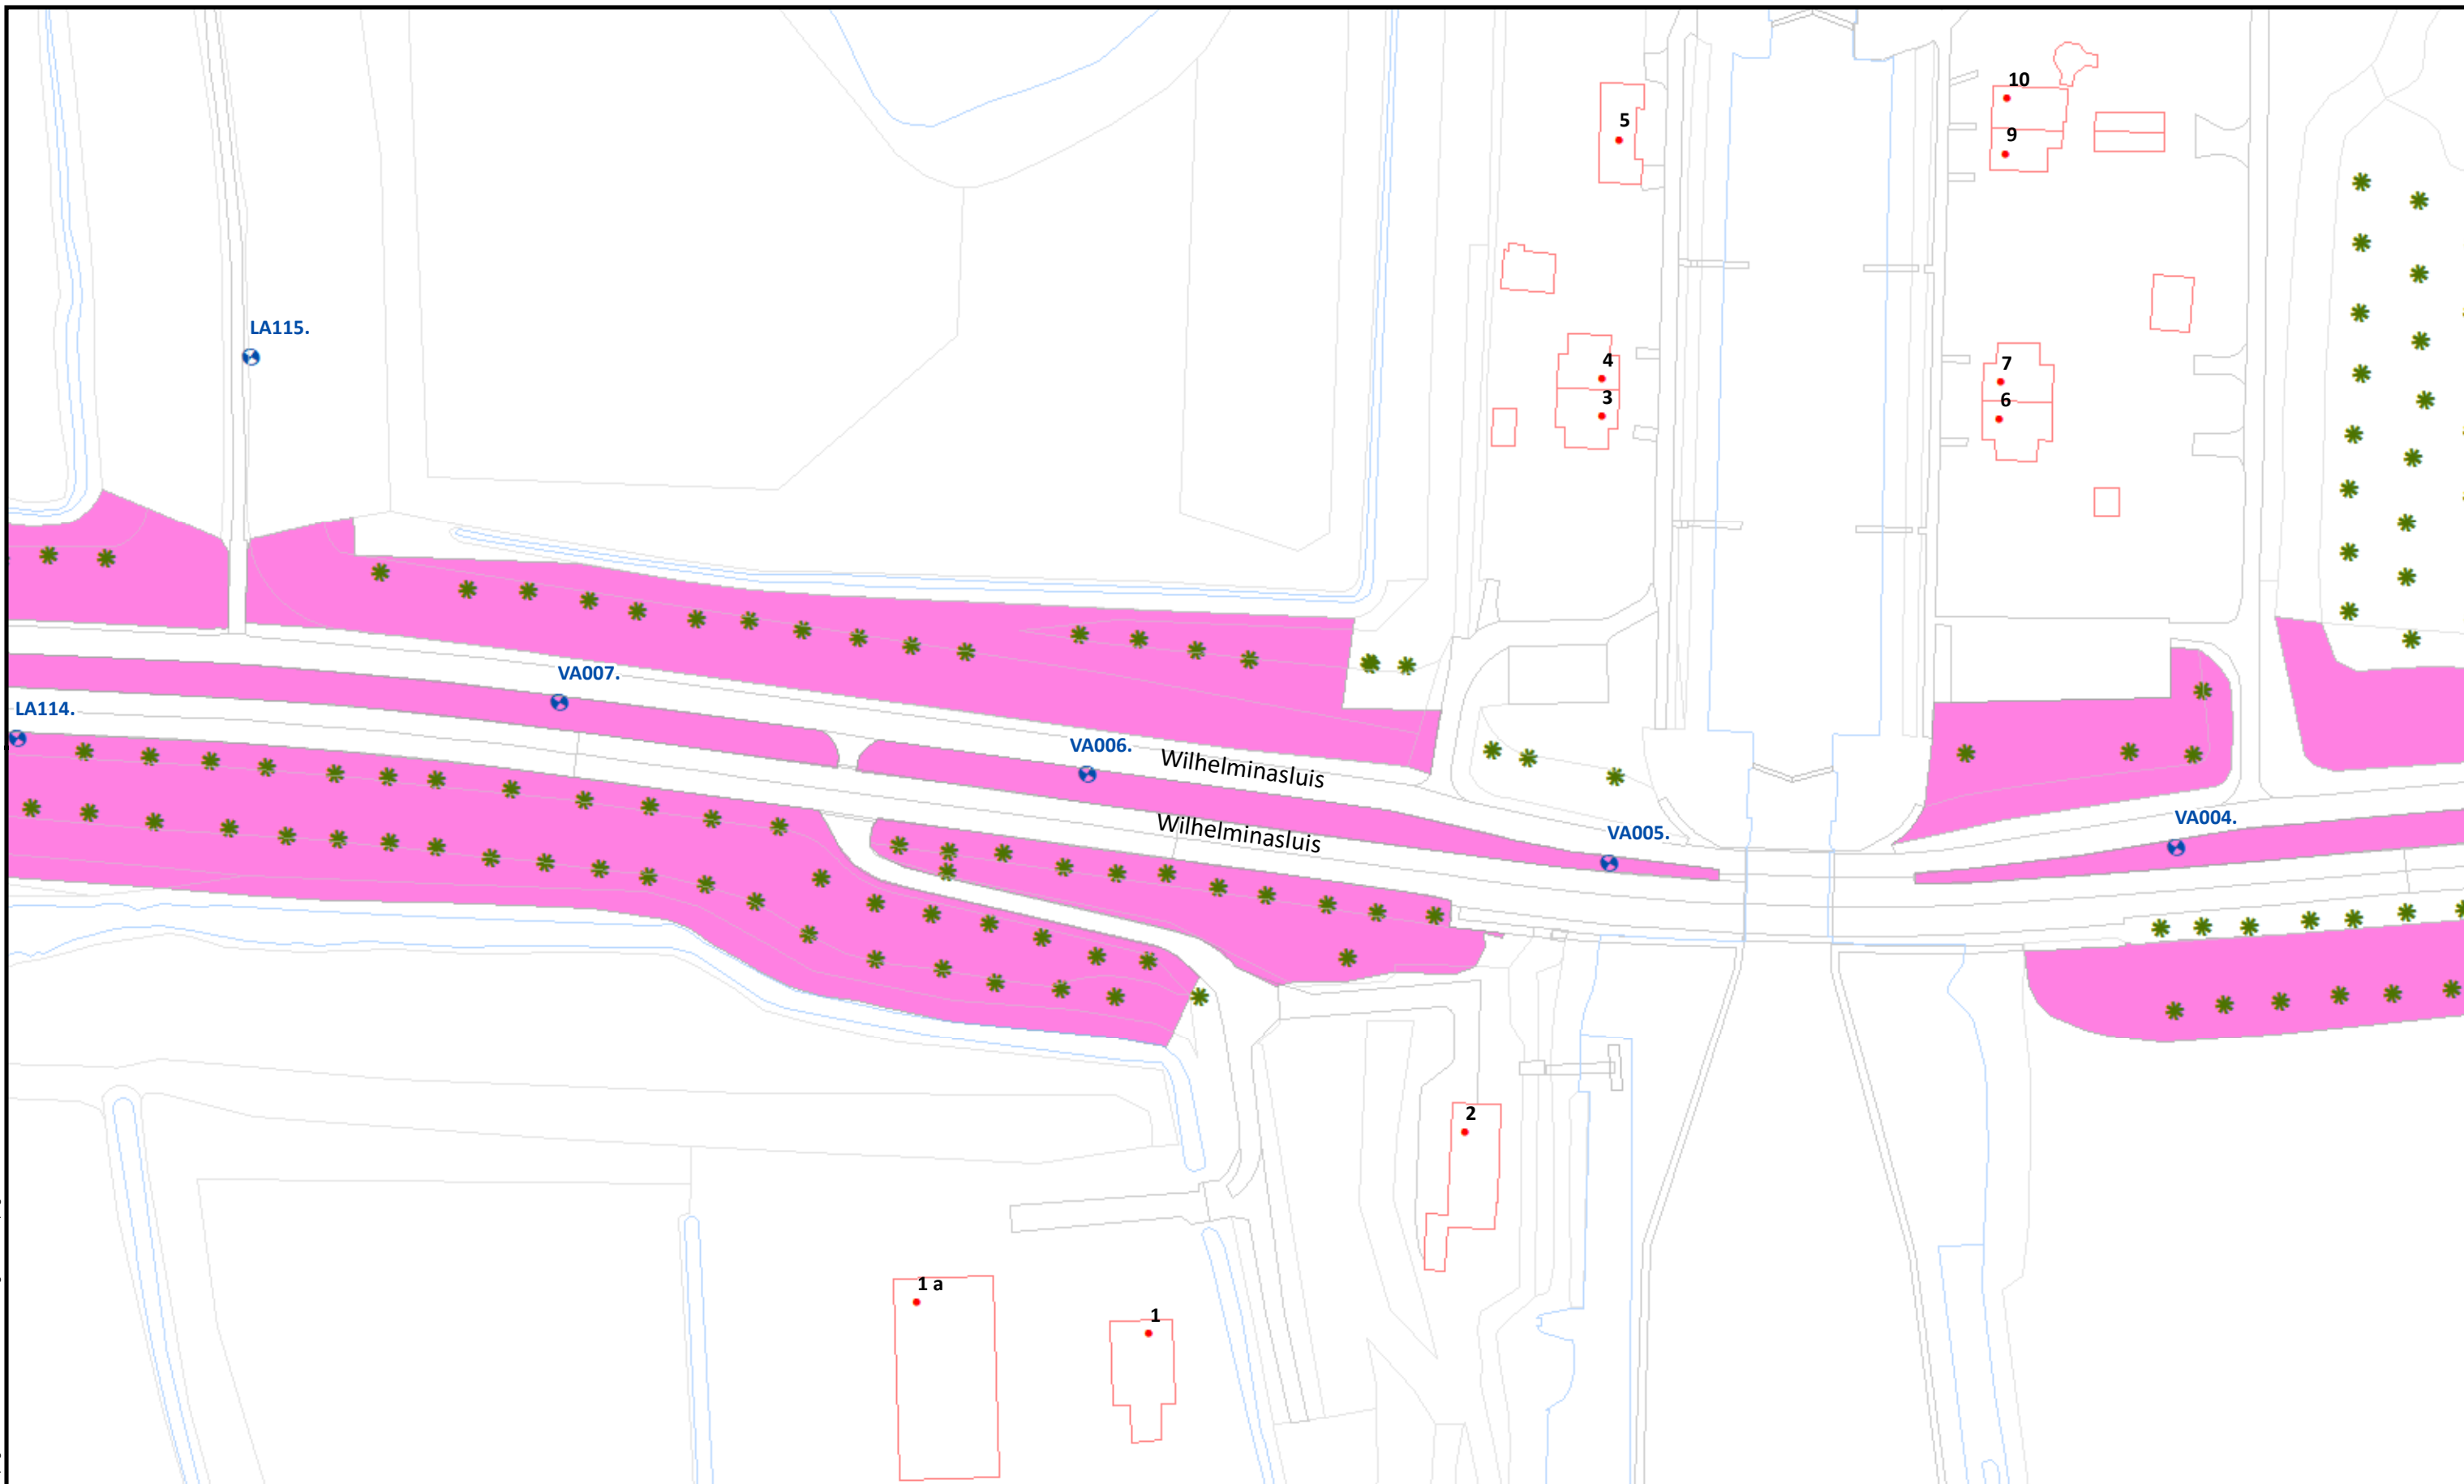 10
5
9
LA115.
4
7
3
6
VA007.
LA114.
VA006.
Wilhelminasluis
VA004.
Wilhelminasluis
VA005.
2
1 a
1